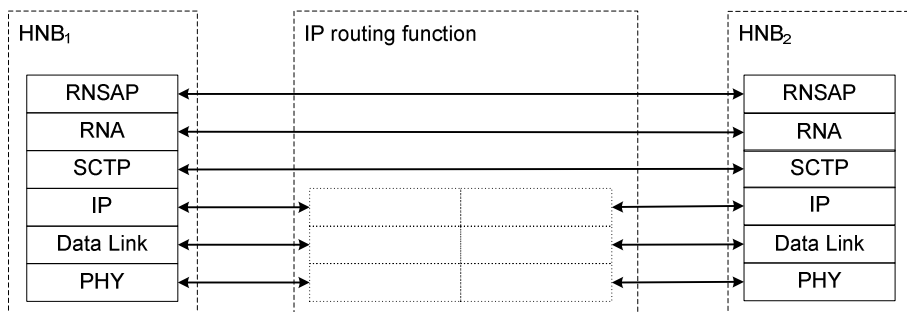 HNB₁
IP routing function
HNB₂
RNSAP
RNSAP
RNA
RNA
SCTP
SCTP
IP
IP
Data Link
Data Link
PHY
PHY